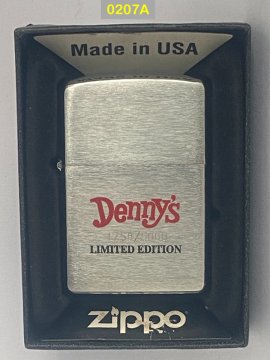 0207A
Made in USA
Denny's
LIMITED EDITION
zippo